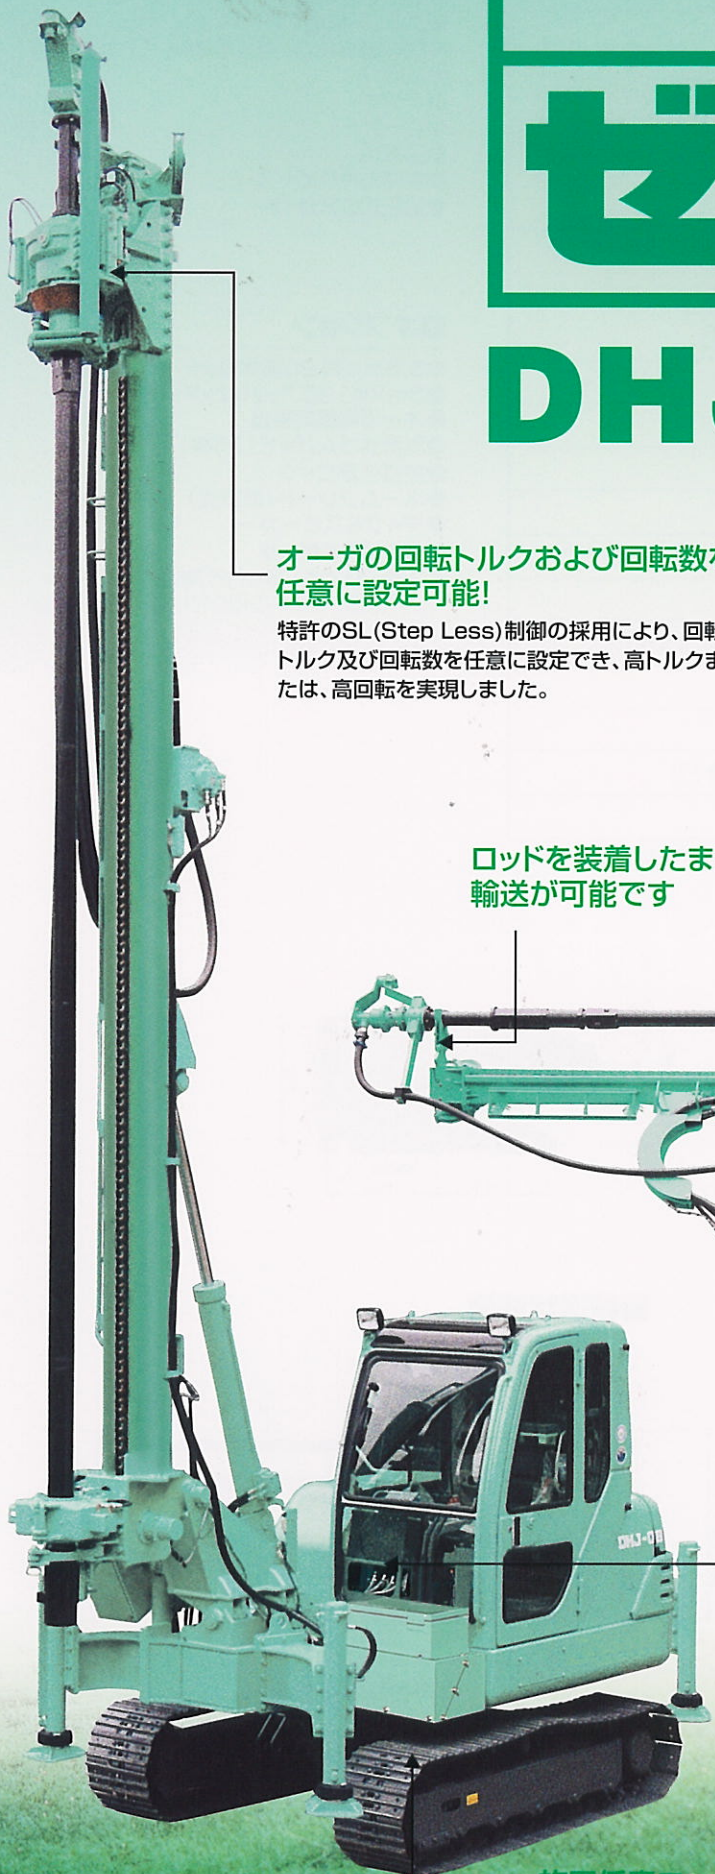 ゼ
DH
オーガの回転トルクおよび回転数
任意に設定可能!
特許のSL(Step Less)制御の採用により、回転
トルク及び回転数を任意に設定でき、高トルクま
たは、高回転を実現しました。
ロッドを装着したま
輸送が可能です